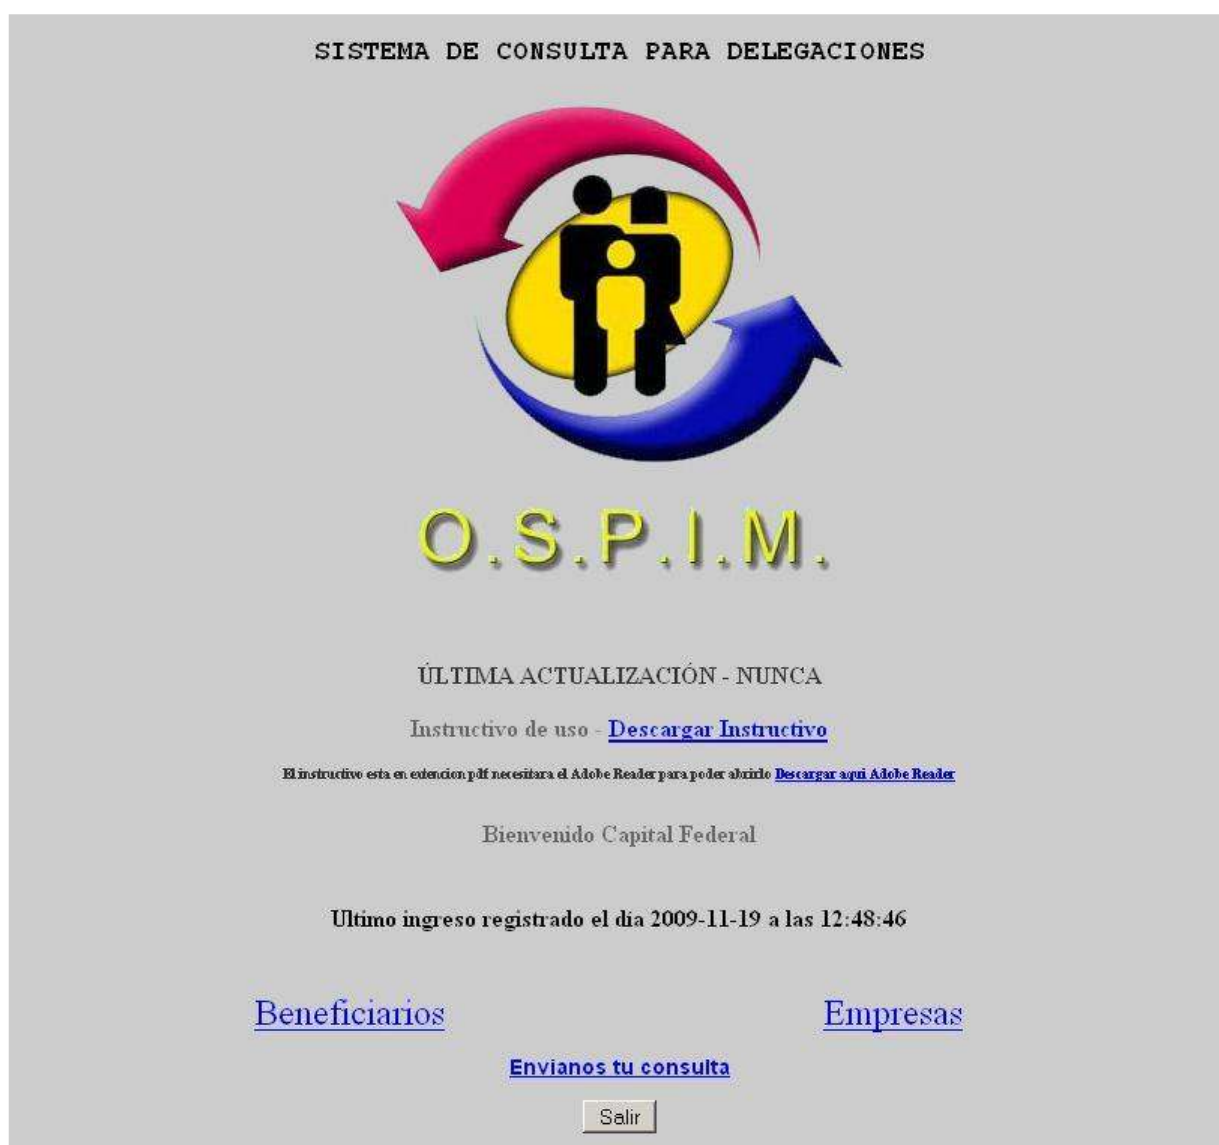 SISTEMA DE CONSULTA PARA DELEGACIONES
O.S.P.I.M.
ÚLTIMA ACTUALIZACIÓN - NUNCA
Instructivo de uso - Descargar Instructivo
El instructivo esta en extencion pdf necesitara el Adobe Reader para poder abrirlo Descargar aqui Adobe Reader
Bienvenido Capital Federal
Ultimo ingreso registrado el día 2009-11-19 a las 12:48:46
Beneficiarios Empresas
Envianos tu consulta
Salir